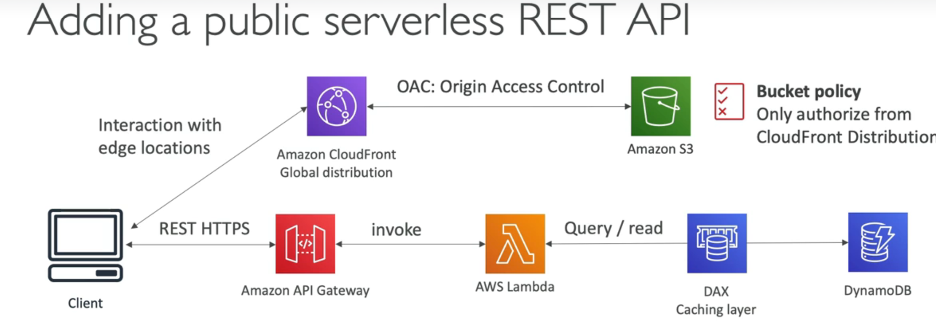 Adding a public serverless REST API
OAC: Origin Access Control
Bucket policy
Only authorize from
CloudFront Distribution
Interaction with
edge locations
Amazon CloudFront
Global distribution
Amazon S3
REST HTTPS
invoke
Query / read
Client
Amazon API Gateway
AWS Lambda
DAX
Caching layer
DynamoDB